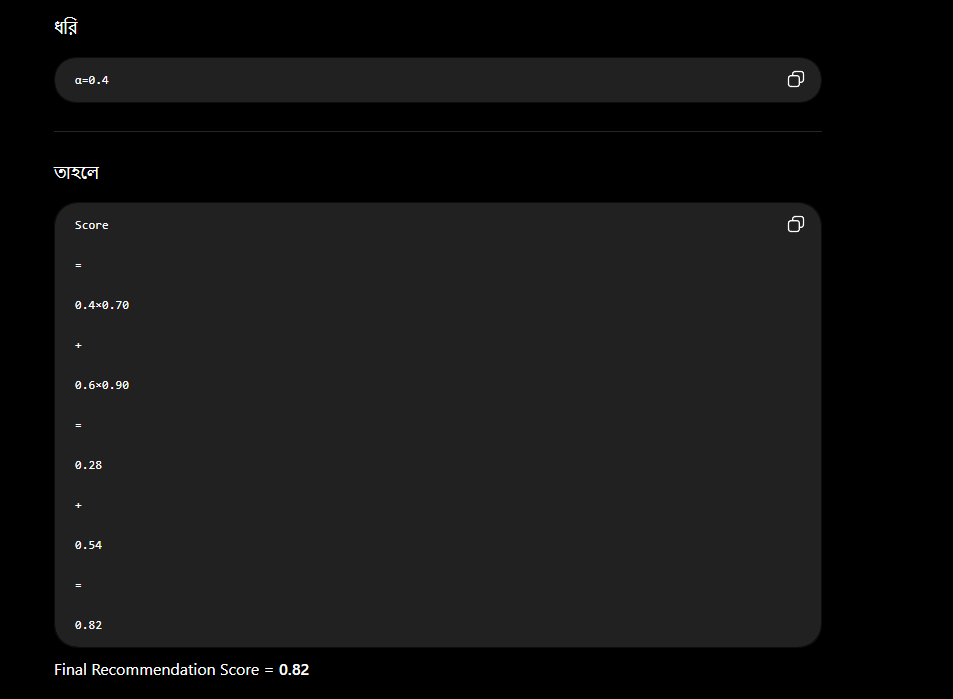 ধরি
α=0.4
তাহলে
Score
=
0.4×0.70
+
0.6×0.90
=
0.28
+
0.54
=
0.82
Final Recommendation Score = 0.82